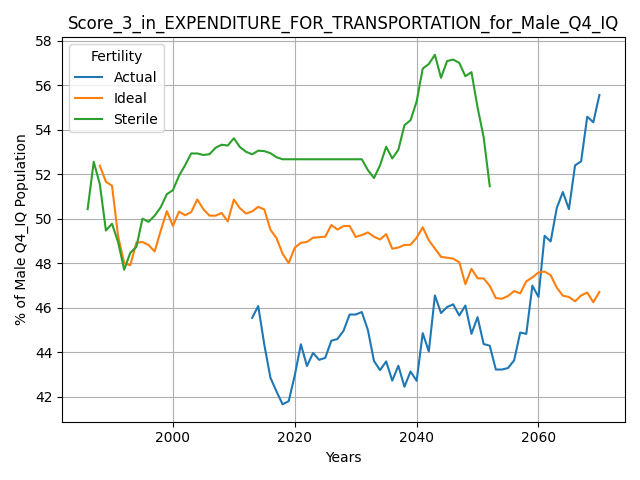 Score_3_in_EXPENDITURE_FOR_TRANSPORTATION_for_Male_Q4_IQ
Fertility
Actual
Ideal
Sterile
% of Male Q4_IQ Population
58
56
54
52
50
48
46
44
42
2000
2020
2040
2060
Years